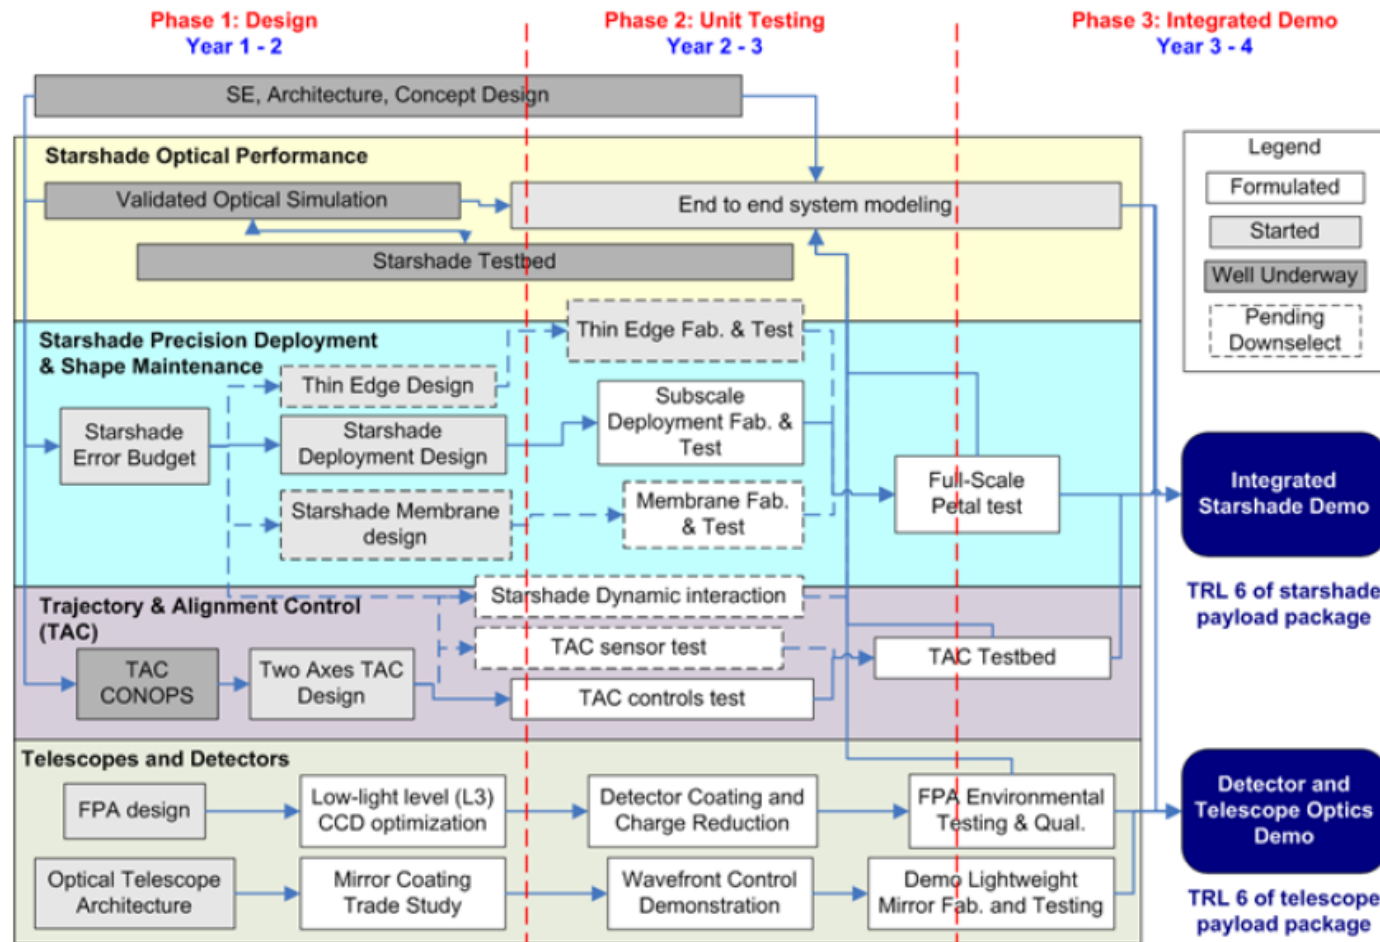 Phase 1: Design
Year 1 - 2
Phase 2: Unit Testing
Year 2 - 3
Phase 3: Integrated Demo
Year 3 - 4
SE, Architecture, Concept Design
Starshade Optical Performance
Validated Optical Simulation
End to end system modeling
Starshade Testbed
Legend
Formulated
Started
Well Underway
Pending
Downselect
Starshade Precision Deployment
& Shape Maintenance
Thin Edge Fab. & Test
Thin Edge Design
Starshade
Error Budget
Starshade
Deployment Design
Subscale
Deployment Fab. &
Test
Starshade Membrane
design
Membrane Fab.
& Test
Full-Scale
Petal test
Integrated
Starshade Demo
TRL 6 of starshade
payload package
Trajectory & Alignment Control
(TAC)
Starshade Dynamic interaction
TAC sensor test
TAC
CONOPS
Two Axes TAC
Design
TAC controls test
TAC Testbed
Telescopes and Detectors
FPA design
Low-light level (L3)
CCD optimization
Detector Coating and
Charge Reduction
FPA Environmental
Testing & Qual.
Detector and
Telescope Optics
Demo
Optical Telescope
Architecture
Mirror Coating
Trade Study
Wavefront Control
Demonstration
Demo Lightweight
Mirror Fab. and Testing
TRL 6 of telescope
payload package